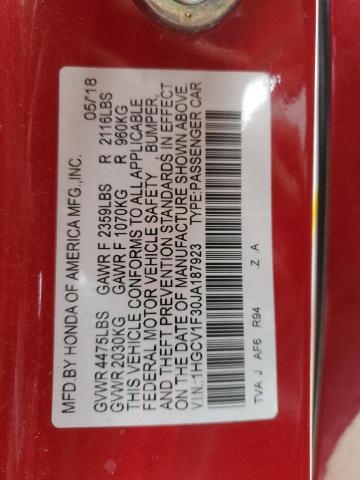 MFD.BY HONDA OF AMERICA MFG.,INC. 05/18
GVWR 4475LBS GAWR F 2359LBS R 2116LBS
GVWR 2030KG GAWR F 1070KG R 960KG
THIS VEHICLE CONFORMS TO ALL APPLICABLE
FEDERAL MOTOR VEHICLE SAFETY , BUMPER,
AND THEFT PREVENTION STANDARDS IN EFFECT
ON THE DATE OF MANUFACTURE SHOWN ABOVE.
V.I.N.:1HGCV1F30JA187923 TYPE:PASSENGER CAR
TVA J AF6 R94 Z A